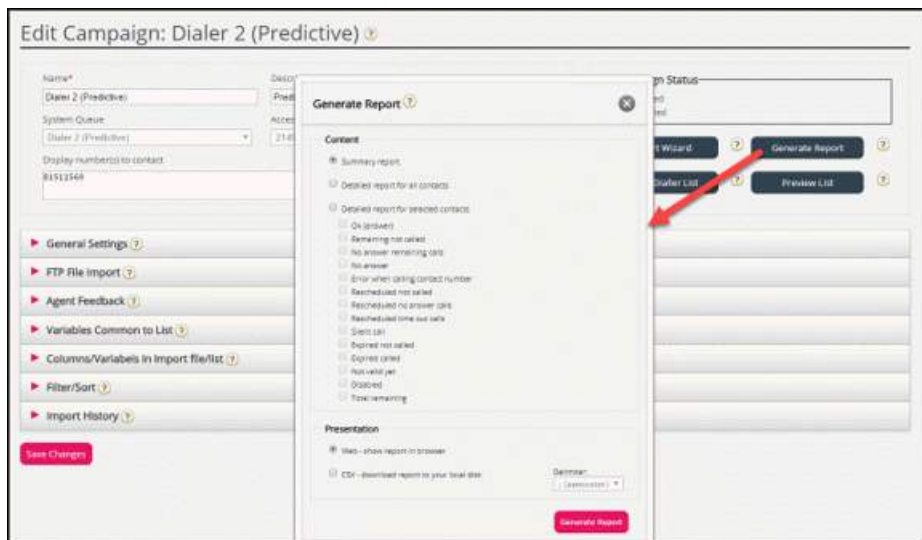 Edit Campaign: Dialer 2 (Predictive) ?
Name*
Dialer 2 (Predictive)
System Queue
Dialer 2 (Predictive)
Display number(s) to contact
81511569
gn Status
Wizard ?
Generate Report ?
Dialer List ?
Preview List ?
General Settings ?
FTP File Import ?
Agent Feedback ?
Variables Common to List ?
Columns/Variabels in Import file/list ?
Filter/Sort ?
Import History ?
Save Changes
Generate Report ?
Content
Summary report
Detailed report for all contacts
Detailed report for selected contacts
Ok (answer)
Remaining not called
No answer remaining calls
No answer
Error when calling contact number
Rescheduled not called
Rescheduled no answer calls
Rescheduled time out calls
Silent call
Expired not called
Expired called
Not valid yet
Disabled
Total remaining
Presentation
Web - show report in browser
CSV - download report to your local disk
Delimiter
; (semicolon)
Generate Report